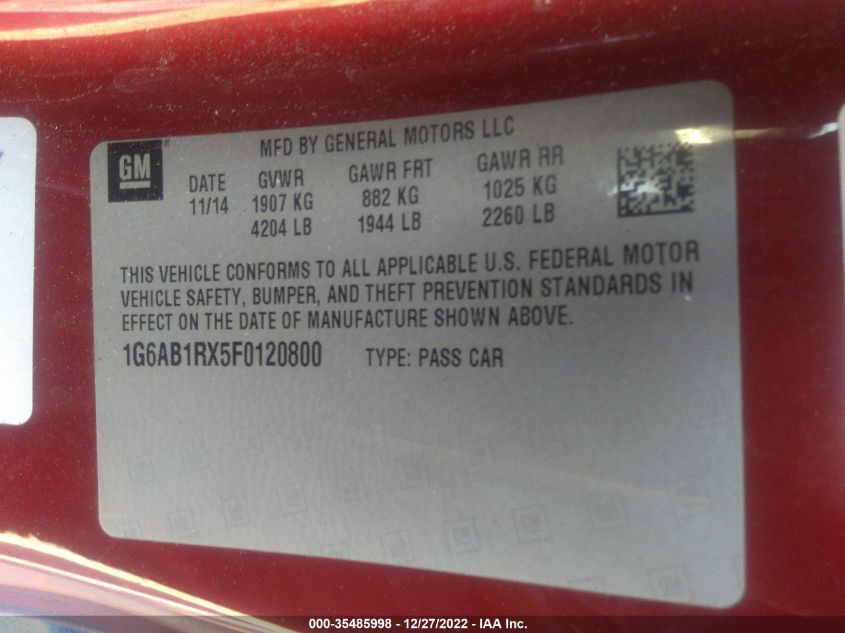 MFD BY GENERAL MOTORS LLC
GM
DATE GVWR GAWR FRT GAWR RR
11/14 1907 KG 882 KG 1025 KG
4204 LB 1944 LB 2260 LB
THIS VEHICLE CONFORMS TO ALL APPLICABLE U.S. FEDERAL MOTOR
VEHICLE SAFETY, BUMPER, AND THEFT PREVENTION STANDARDS IN
EFFECT ON THE DATE OF MANUFACTURE SHOWN ABOVE.
1G6AB1RX5F0120800 TYPE: PASS CAR
000-35485998 - 12/27/2022 - IAA Inc.